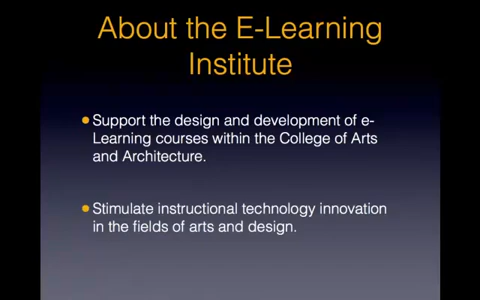 About the E-Learning
Institute
●Support the design and development of e-
Learning courses within the College of Arts
and Architecture.
●Stimulate instructional technology innovation
in the fields of arts and design.